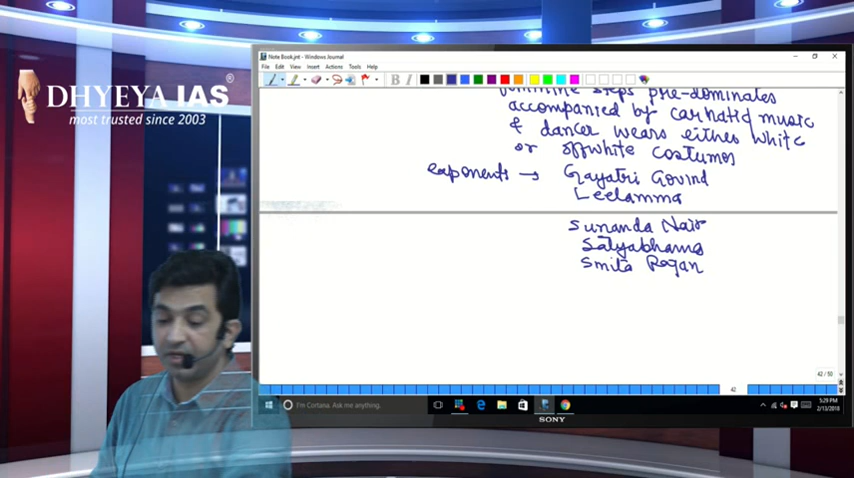 DHYEYA IAS®
most trusted since 2003
Note Book.jnt - Windows Journal
File Edit View Insert Actions Tools Help
feminine steps pre-dominates
accompanied by carnatic music
& dancer wears either white
or offwhite costumes
exponents → Gayatri Govind
Leelamma
Sunanda Nair
Satyabhama
Smita Rajan
42 / 50
42
I'm Cortana. Ask me anything.
5:29 PM
2/13/2018
SONY